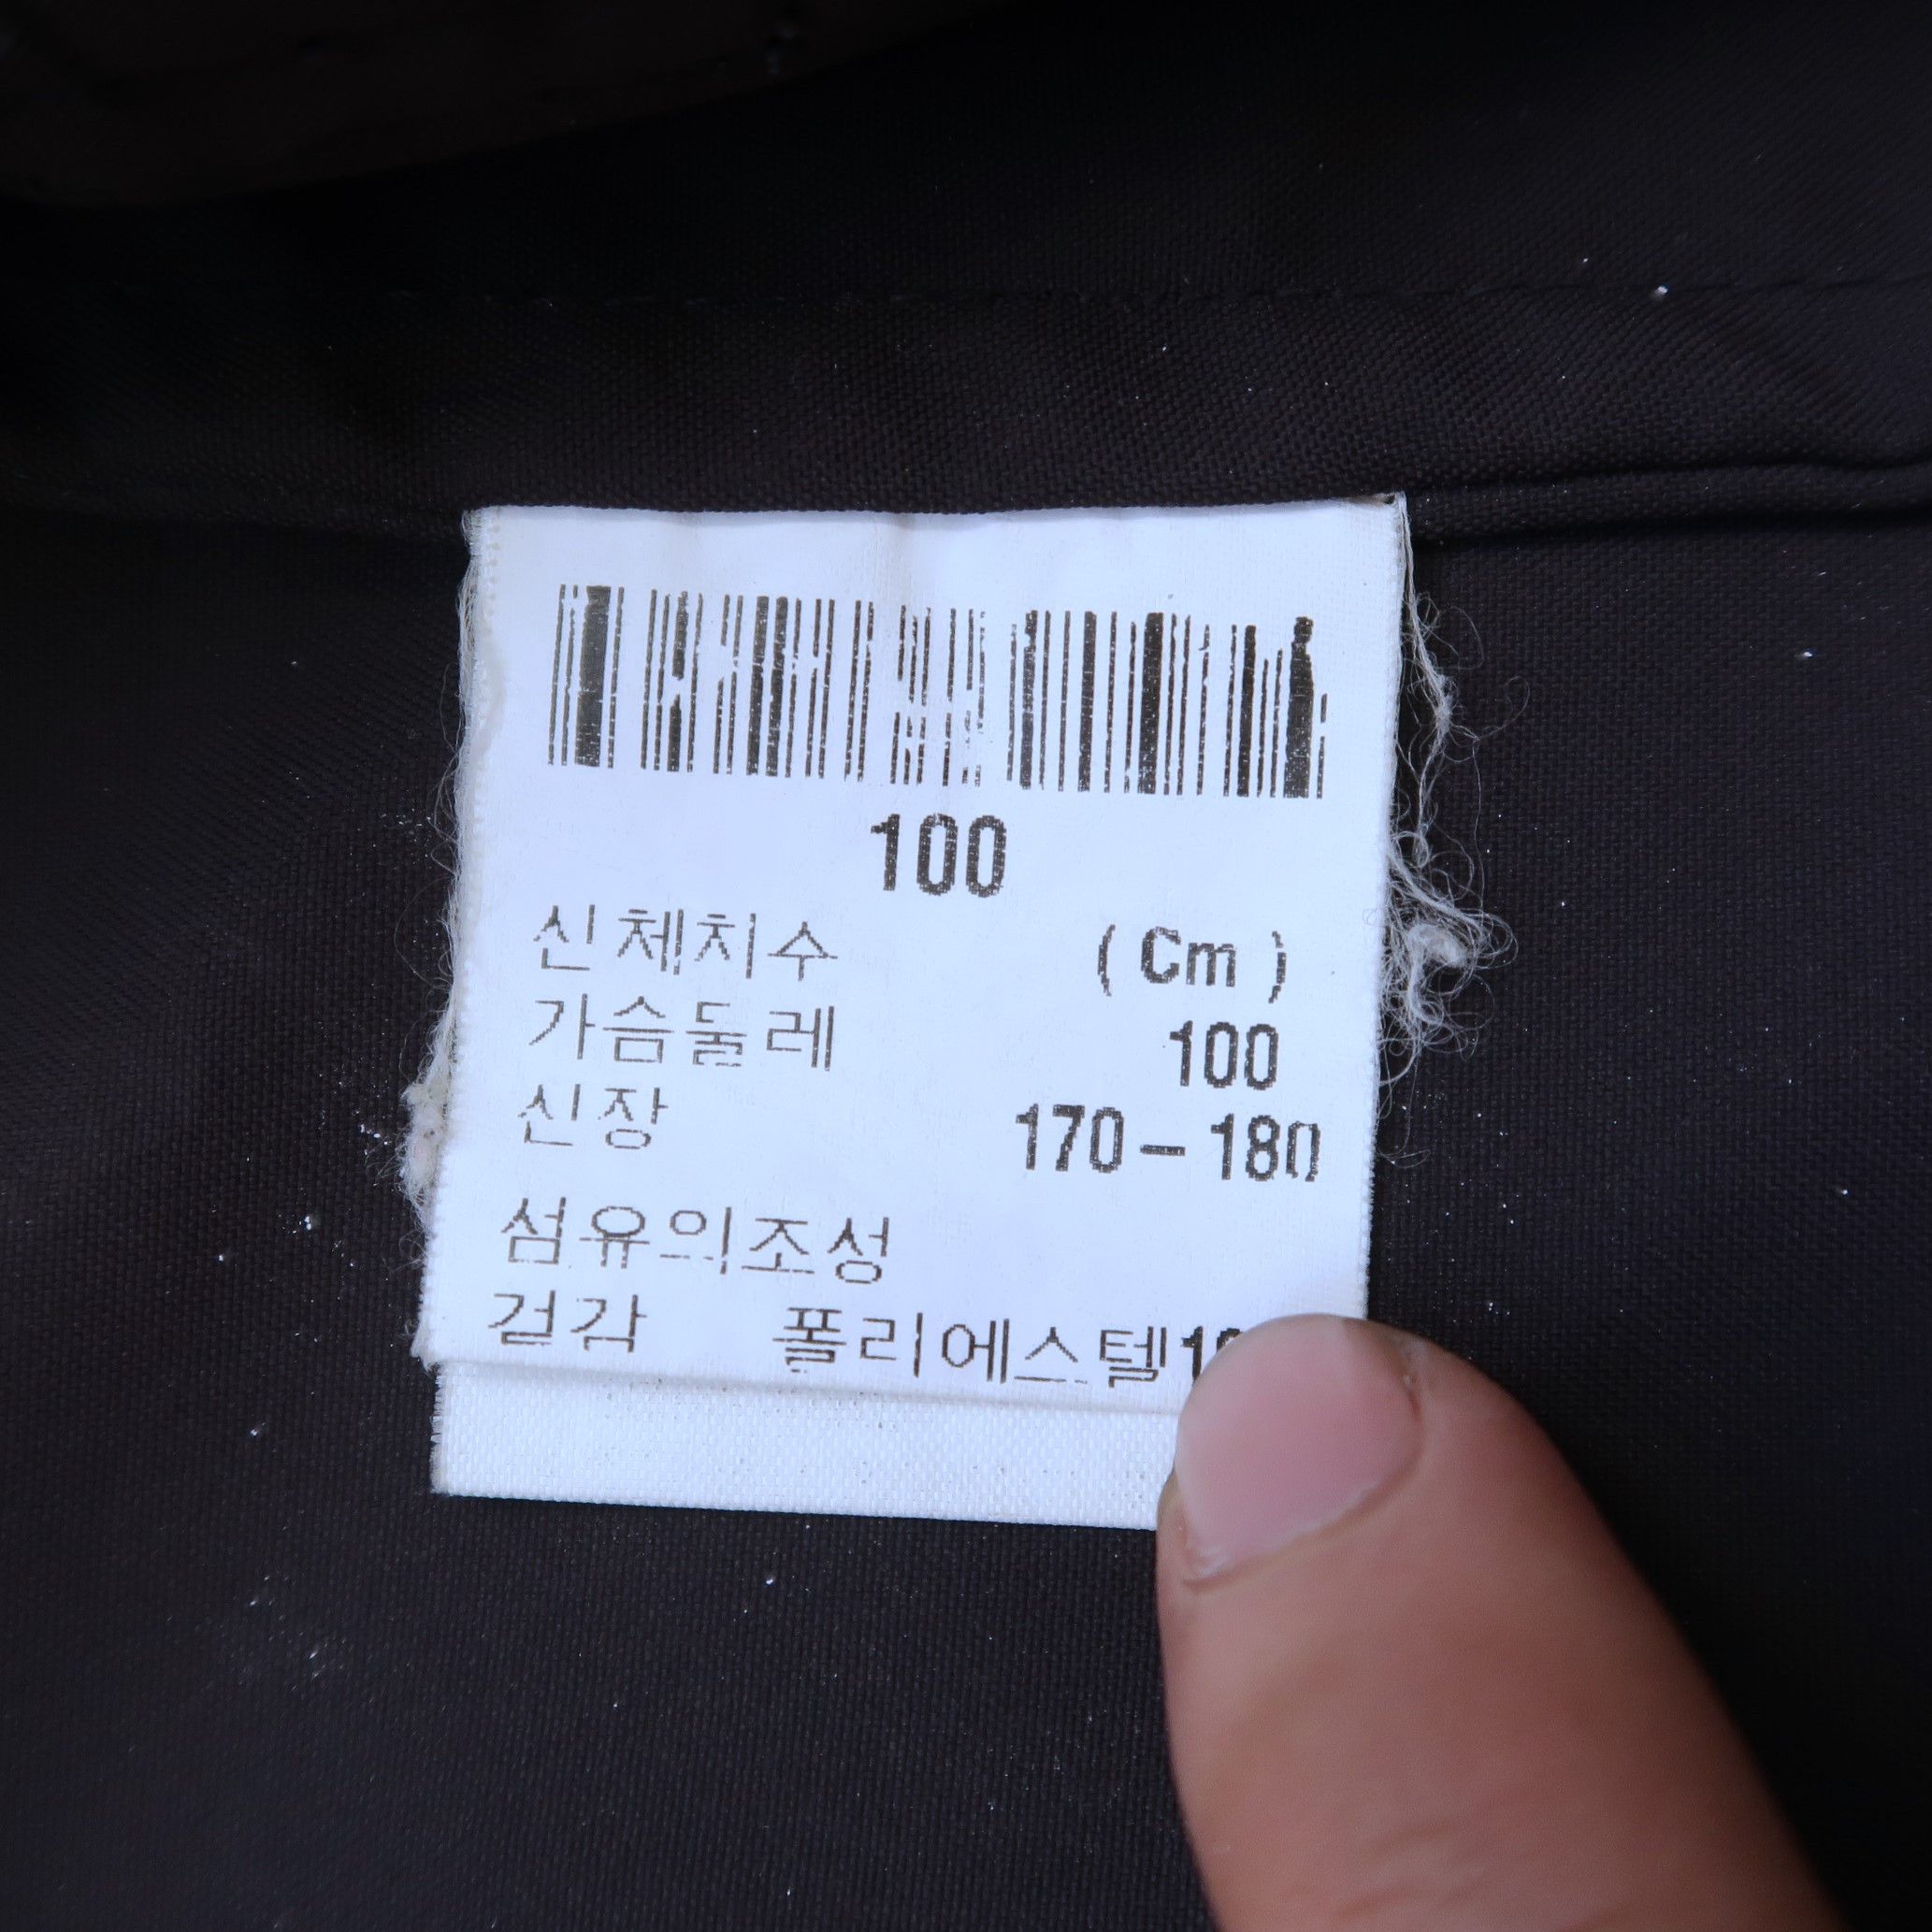 100
신체치수 ( Cm )
가슴둘레 100
신장 170 – 180
섬유의조성
겉감 폴리에스텔